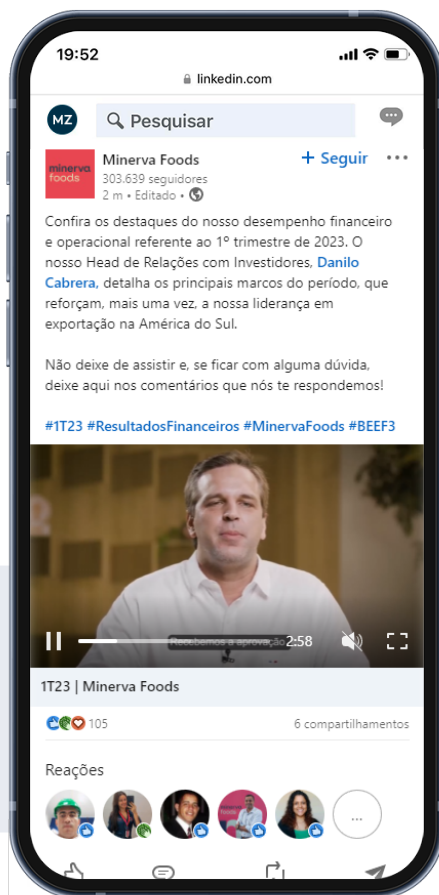 19:52
linkedin.com
MZ
Pesquisar
minerva
foods
Minerva Foods
+ Seguir
303.639 seguidores
2 m • Editado •
Confira os destaques do nosso desempenho financeiro
e operacional referente ao 1º trimestre de 2023. O
nosso Head de Relações com Investidores, Danilo
Cabrera, detalha os principais marcos do período, que
reforçam, mais uma vez, a nossa liderança em
exportação na América do Sul.
Não deixe de assistir e, se ficar com alguma dúvida,
deixe aqui nos comentários que nós te respondemos!
#1T23 #ResultadosFinanceiros #MinervaFoods #BEEF3
Recebemos a aprovação
2:58
1T23 | Minerva Foods
105
6 compartilhamentos
Reações
...